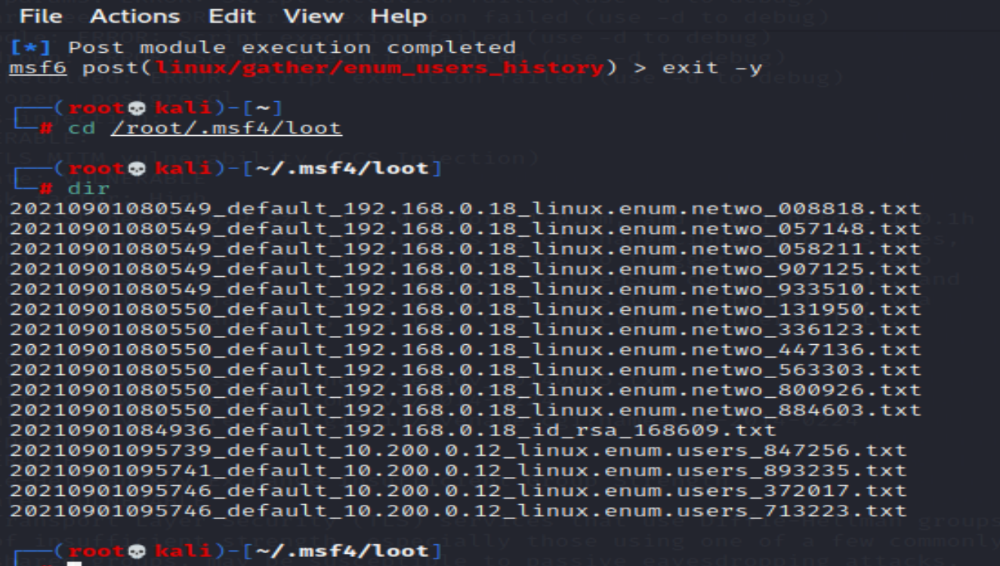 File Actions Edit View Help
[*] Post module execution completed
msf6 post(linux/gather/enum_users_history) > exit -y
┌──(root💀kali)-[~]
└─# cd /root/.msf4/loot
┌──(root💀kali)-[~/.msf4/loot]
└─# dir
20210901080549_default_192.168.0.18_linux.enum.netwo_008818.txt
20210901080549_default_192.168.0.18_linux.enum.netwo_057148.txt
20210901080549_default_192.168.0.18_linux.enum.netwo_058211.txt
20210901080549_default_192.168.0.18_linux.enum.netwo_907125.txt
20210901080549_default_192.168.0.18_linux.enum.netwo_933510.txt
20210901080550_default_192.168.0.18_linux.enum.netwo_131950.txt
20210901080550_default_192.168.0.18_linux.enum.netwo_336123.txt
20210901080550_default_192.168.0.18_linux.enum.netwo_447136.txt
20210901080550_default_192.168.0.18_linux.enum.netwo_563303.txt
20210901080550_default_192.168.0.18_linux.enum.netwo_800926.txt
20210901080550_default_192.168.0.18_linux.enum.netwo_884603.txt
20210901084936_default_192.168.0.18_id_rsa_168609.txt
20210901095739_default_10.200.0.12_linux.enum.users_847256.txt
20210901095741_default_10.200.0.12_linux.enum.users_893235.txt
20210901095746_default_10.200.0.12_linux.enum.users_372017.txt
20210901095746_default_10.200.0.12_linux.enum.users_713223.txt
┌──(root💀kali)-[~/.msf4/loot]